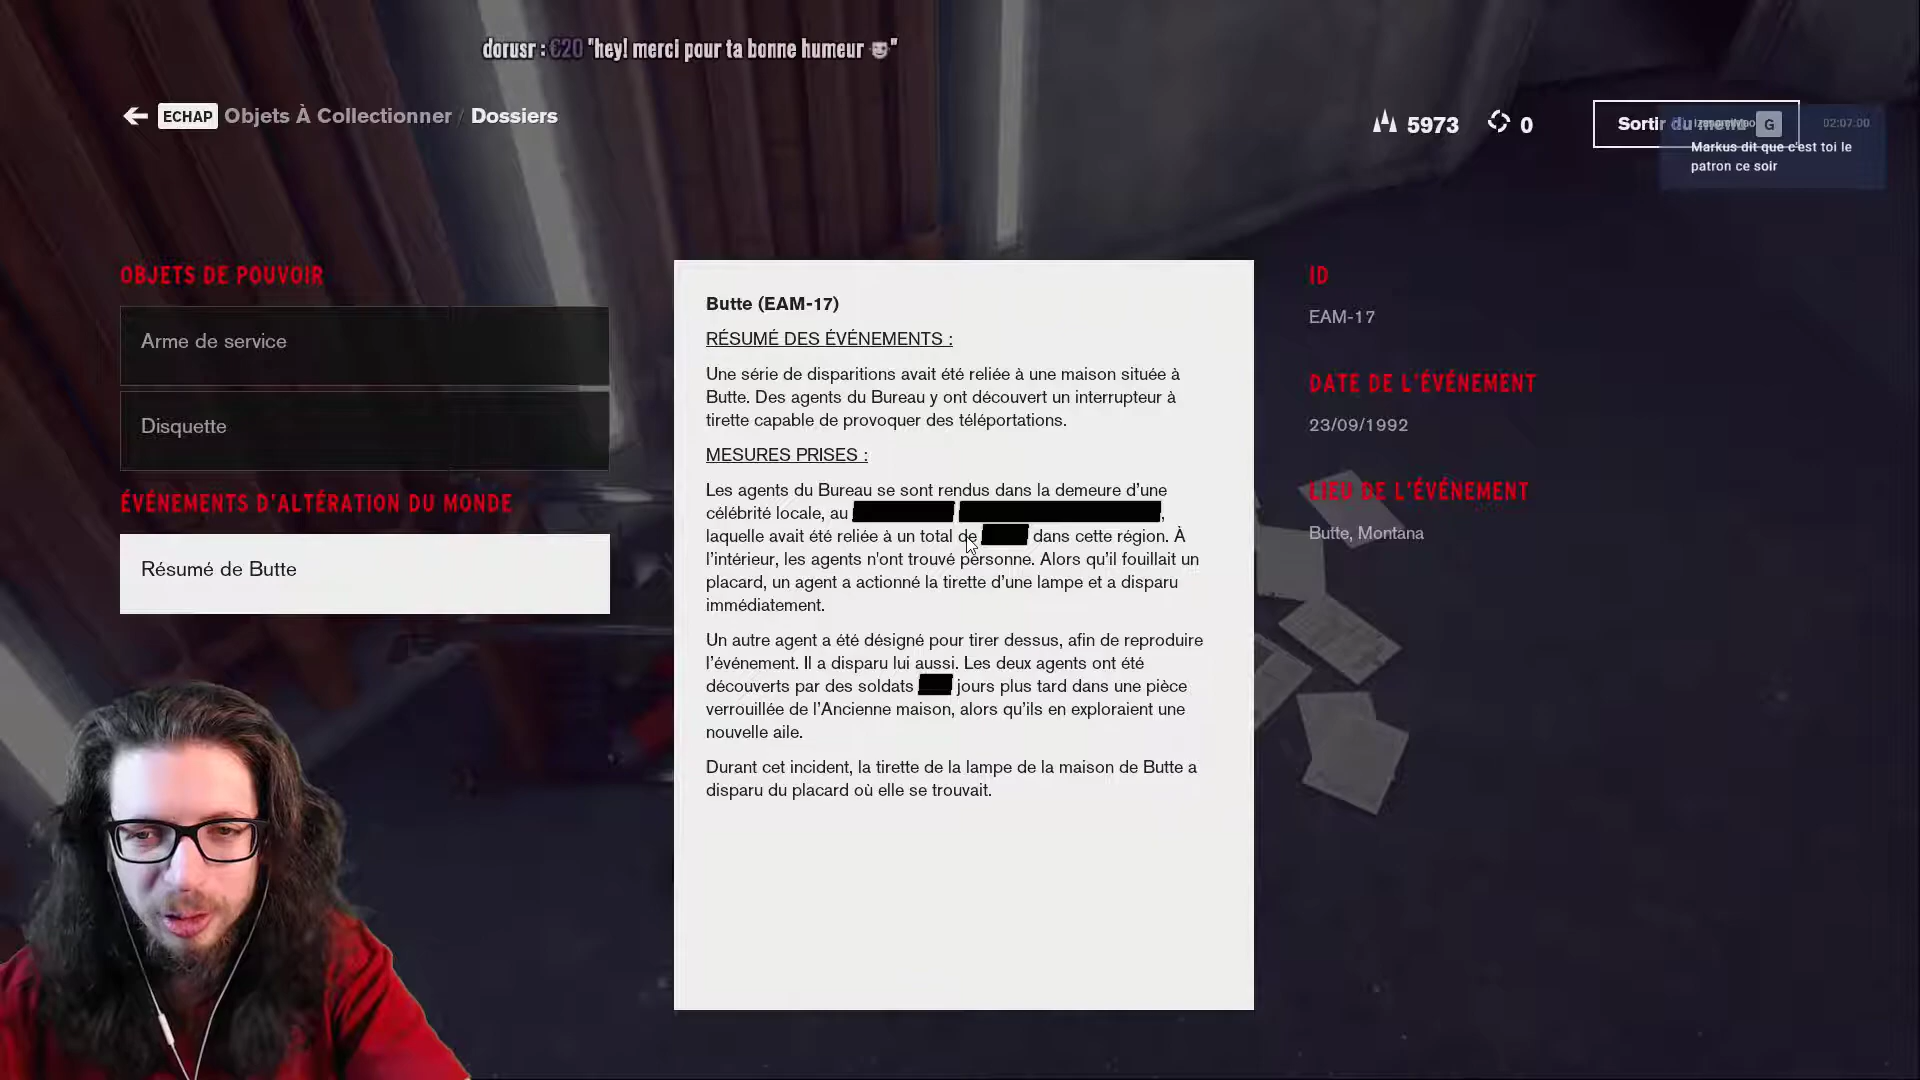 dorusr : €20 "hey! merci pour ta bonne humeur "
ECHAP Objets À Collectionner / Dossiers
5973 0
Sortir du menu G
02:07:00
Markus dit que c'est toi le
patron ce soir
OBJETS DE POUVOIR
Arme de service
Disquette
ÉVÉNEMENTS D'ALTÉRATION DU MONDE
Résumé de Butte
Butte (EAM-17)
RÉSUMÉ DES ÉVÉNEMENTS :
Une série de disparitions avait été reliée à une maison située à
Butte. Des agents du Bureau y ont découvert un interrupteur à
tirette capable de provoquer des téléportations.
MESURES PRISES :
Les agents du Bureau se sont rendus dans la demeure d'une
célébrité locale, au ,
laquelle avait été reliée à un total de dans cette région. À
l'intérieur, les agents n'ont trouvé personne. Alors qu'il fouillait un
placard, un agent a actionné la tirette d'une lampe et a disparu
immédiatement.
Un autre agent a été désigné pour tirer dessus, afin de reproduire
l'événement. Il a disparu lui aussi. Les deux agents ont été
découverts par des soldats jours plus tard dans une pièce
verrouillée de l'Ancienne maison, alors qu'ils en exploraient une
nouvelle aile.
Durant cet incident, la tirette de la lampe de la maison de Butte a
disparu du placard où elle se trouvait.
ID
EAM-17
DATE DE L'ÉVÉNEMENT
23/09/1992
LIEU DE L'ÉVÉNEMENT
Butte, Montana